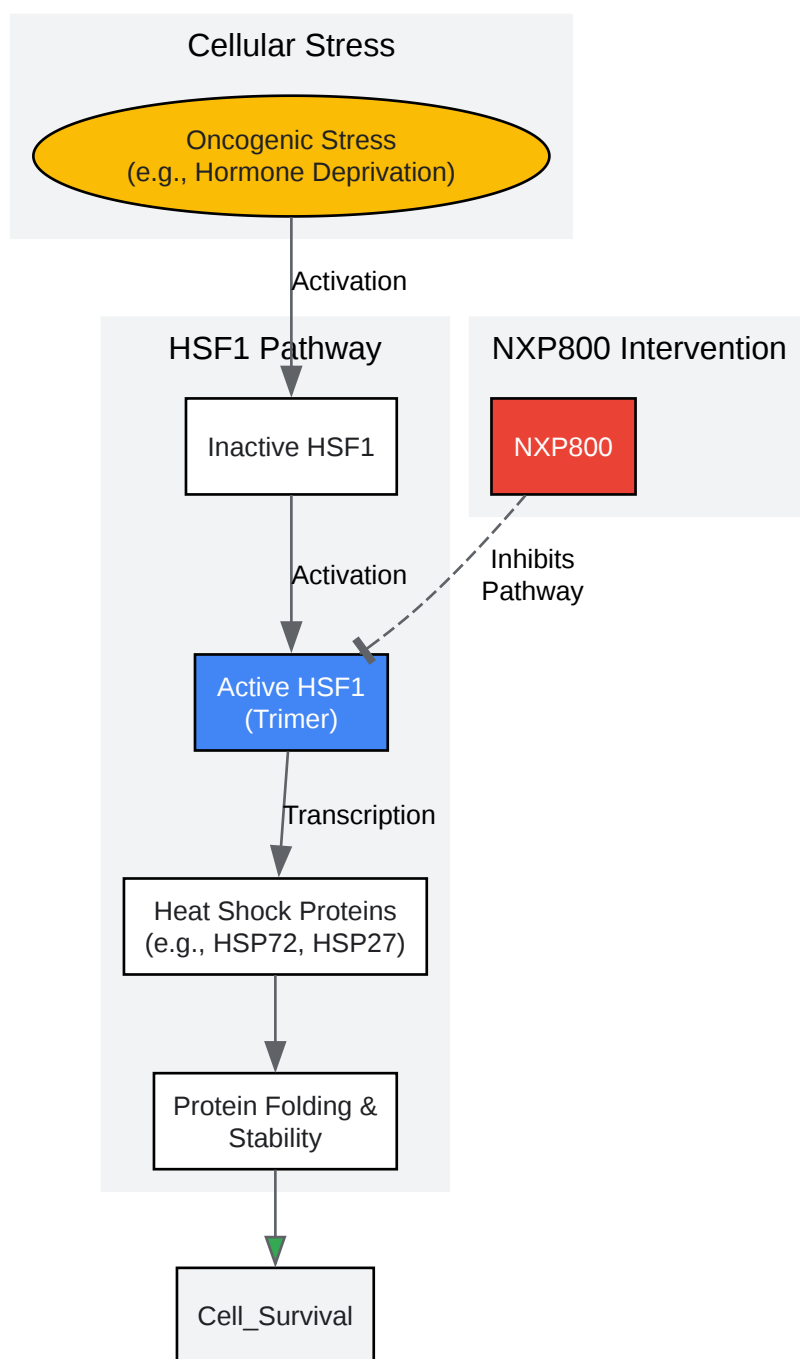 Cellular Stress
Oncogenic Stress
(e.g., Hormone Deprivation)
Activation
HSF1 Pathway
NXP800 Intervention
Inactive HSF1
NXP800
Activation
Inhibits
Pathway
Active HSF1
(Trimer)
Transcription
Heat Shock Proteins
(e.g., HSP72, HSP27)
Protein Folding &
Stability
Cell_Survival